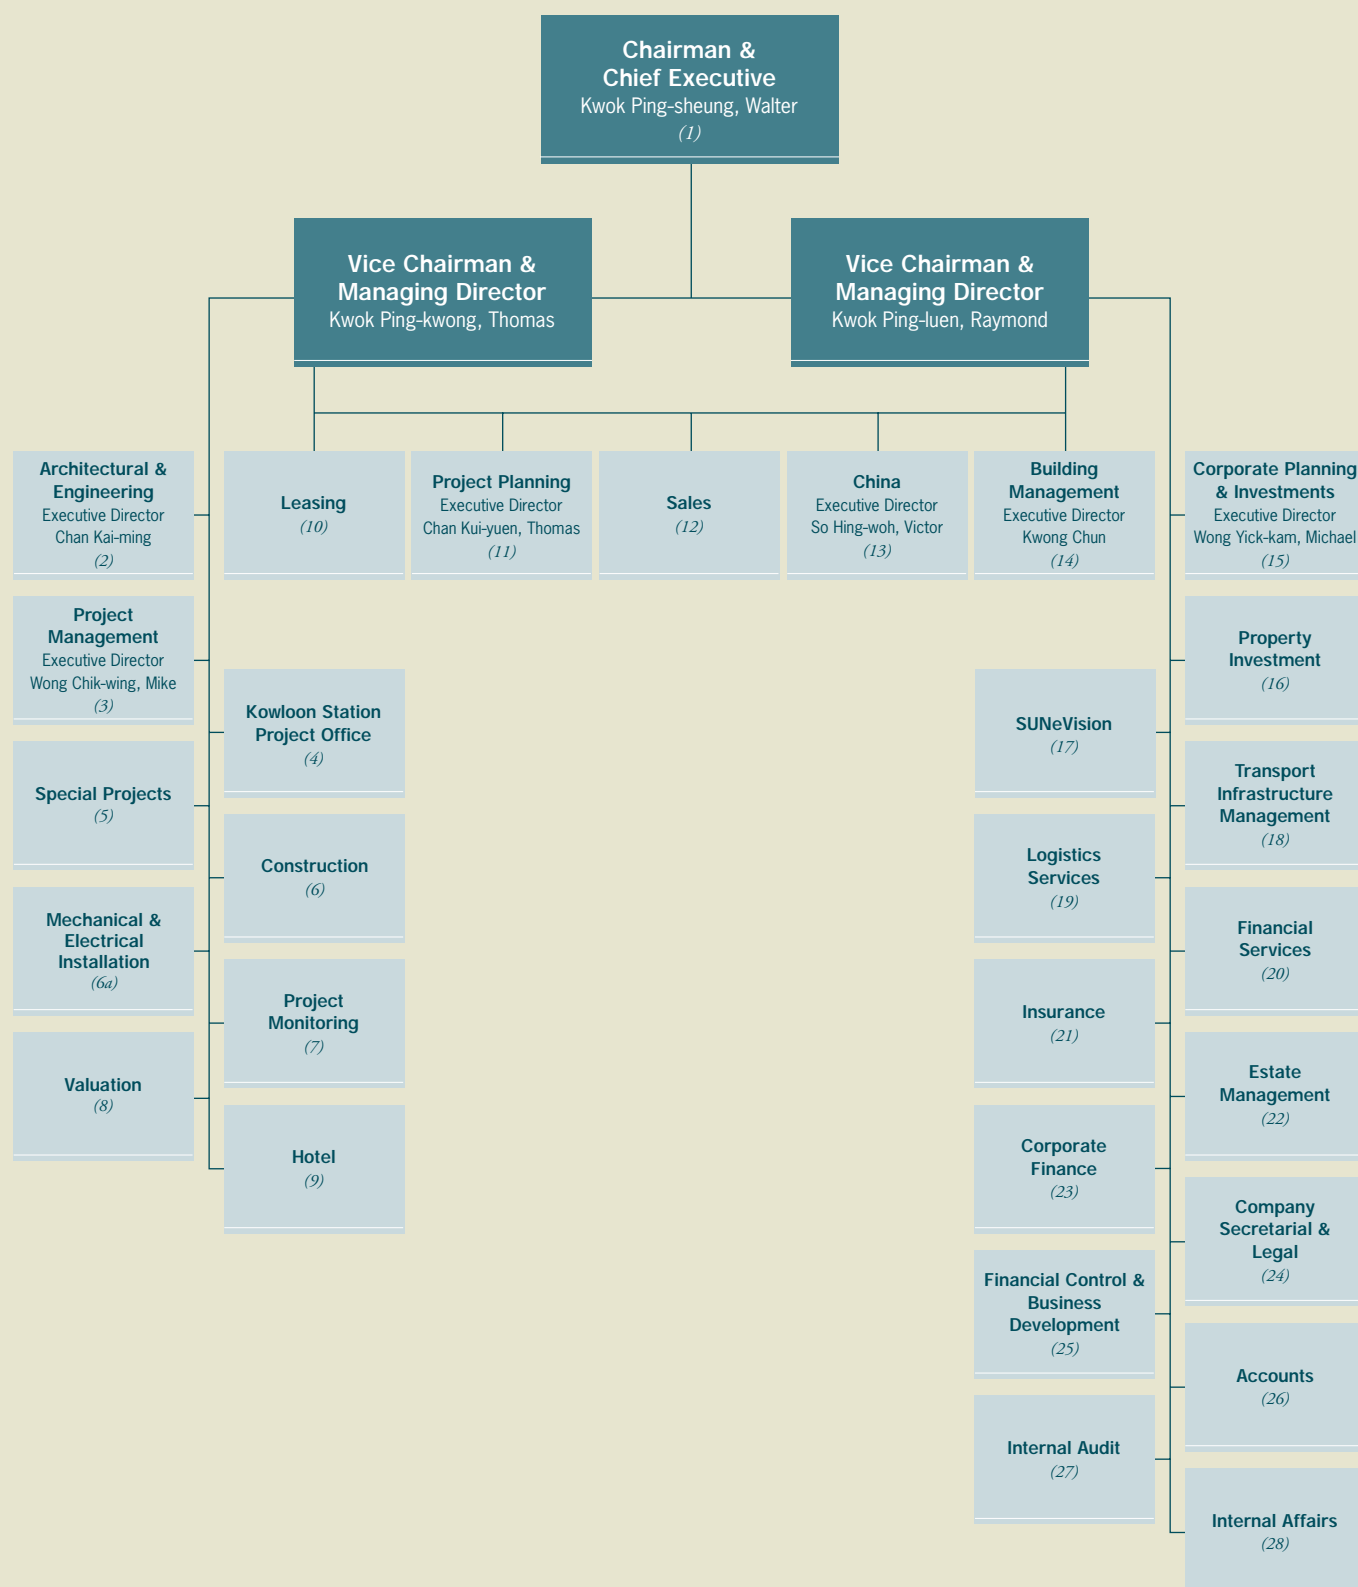 Chairman &
Chief Executive
Kwok Ping-sheung, Walter
(1)
Vice Chairman &
Managing Director
Kwok Ping-kwong, Thomas
Vice Chairman &
Managing Director
Kwok Ping-luen, Raymond
Architectural &
Engineering
Executive Director
Chan Kai-ming
(2)
Leasing
(10)
Project Planning
Executive Director
Chan Kui-yuen, Thomas
(11)
Sales
(12)
China
Executive Director
So Hing-woh, Victor
(13)
Building
Management
Executive Director
Kwong Chun
(14)
Corporate Planning
& Investments
Executive Director
Wong Yick-kam, Michael
(15)
Project
Management
Executive Director
Wong Chik-wing, Mike
(3)
Kowloon Station
Project Office
(4)
Special Projects
(5)
Construction
(6)
Mechanical &
Electrical
Installation
(6a)
Project
Monitoring
(7)
Valuation
(8)
Hotel
(9)
Property
Investment
(16)
SUNeVision
(17)
Transport
Infrastructure
Management
(18)
Logistics
Services
(19)
Financial
Services
(20)
Insurance
(21)
Estate
Management
(22)
Corporate
Finance
(23)
Company
Secretarial &
Legal
(24)
Financial Control &
Business
Development
(25)
Accounts
(26)
Internal Audit
(27)
Internal Affairs
(28)